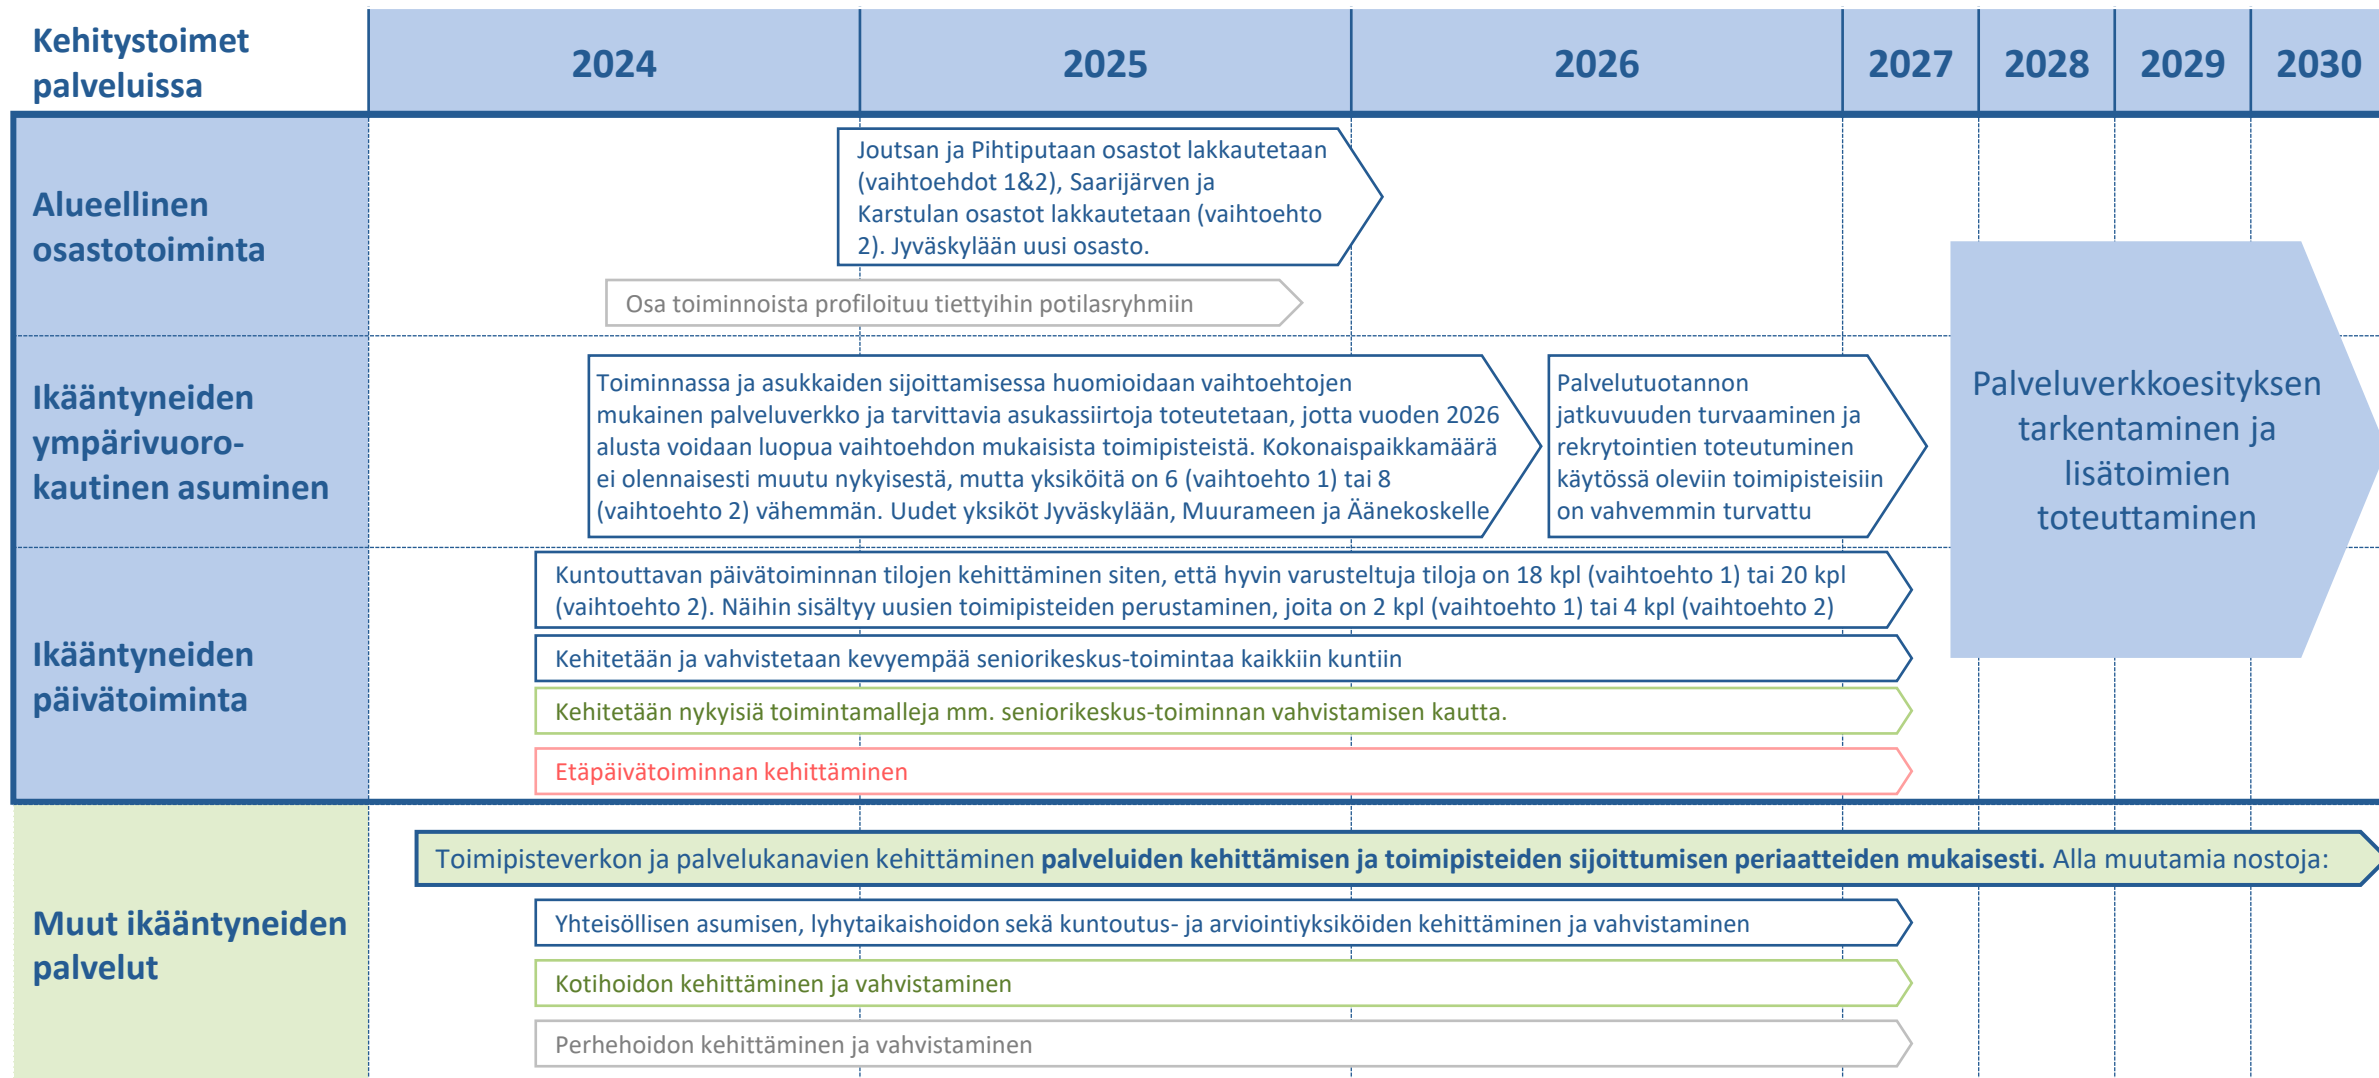 Kehitystoimet
palveluissa
2024
2025
2026
2027
2028
2029
2030
Alueellinen
osastotoiminta
Joutsan ja Pihtiputaan osastot lakkautetaan
(vaihtoehdot 1&2), Saarijärven ja
Karstulan osastot lakkautetaan (vaihtoehto
2). Jyväskylään uusi osasto.
Osa toiminnoista profiloituu tiettyihin potilasryhmiin
Ikääntyneiden
ympärivuoro-
kautinen asuminen
Toiminnassa ja asukkaiden sijoittamisessa huomioidaan vaihtoehtojen
mukainen palveluverkko ja tarvittavia asukassiirtoja toteutetaan, jotta vuoden 2026
alusta voidaan luopua vaihtoehdon mukaisista toimipisteistä. Kokonaispaikkamäärä
ei olennaisesti muutu nykyisestä, mutta yksiköitä on 6 (vaihtoehto 1) tai 8
(vaihtoehto 2) vähemmän. Uudet yksiköt Jyväskylään, Muurameen ja Äänekoskelle
Palvelutuotannon
jatkuvuuden turvaaminen ja
rekrytointien toteutuminen
käytössä oleviin toimipisteisiin
on vahvemmin turvattu
Palveluverkkoesityksen
tarkentaminen ja
lisätoimien
toteuttaminen
Ikääntyneiden
päivätoiminta
Kuntouttavan päivätoiminnan tilojen kehittäminen siten, että hyvin varusteltuja tiloja on 18 kpl (vaihtoehto 1) tai 20 kpl
(vaihtoehto 2). Näihin sisältyy uusien toimipisteiden perustaminen, joita on 2 kpl (vaihtoehto 1) tai 4 kpl (vaihtoehto 2)
Kehitetään ja vahvistetaan kevyempää seniorikeskus-toimintaa kaikkiin kuntiin
Kehitetään nykyisiä toimintamalleja mm. seniorikeskus-toiminnan vahvistamisen kautta.
Etäpäivätoiminnan kehittäminen
Muut ikääntyneiden
palvelut
Toimipisteverkon ja palvelukanavien kehittäminen palveluiden kehittämisen ja toimipisteiden sijoittumisen periaatteiden mukaisesti. Alla muutamia nostoja:
Yhteisöllisen asumisen, lyhytaikaishoidon sekä kuntoutus- ja arviointiyksiköiden kehittäminen ja vahvistaminen
Kotihoidon kehittäminen ja vahvistaminen
Perhehoidon kehittäminen ja vahvistaminen